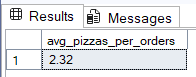 Results Messages
avg_pizzas_per_orders
1 2.32